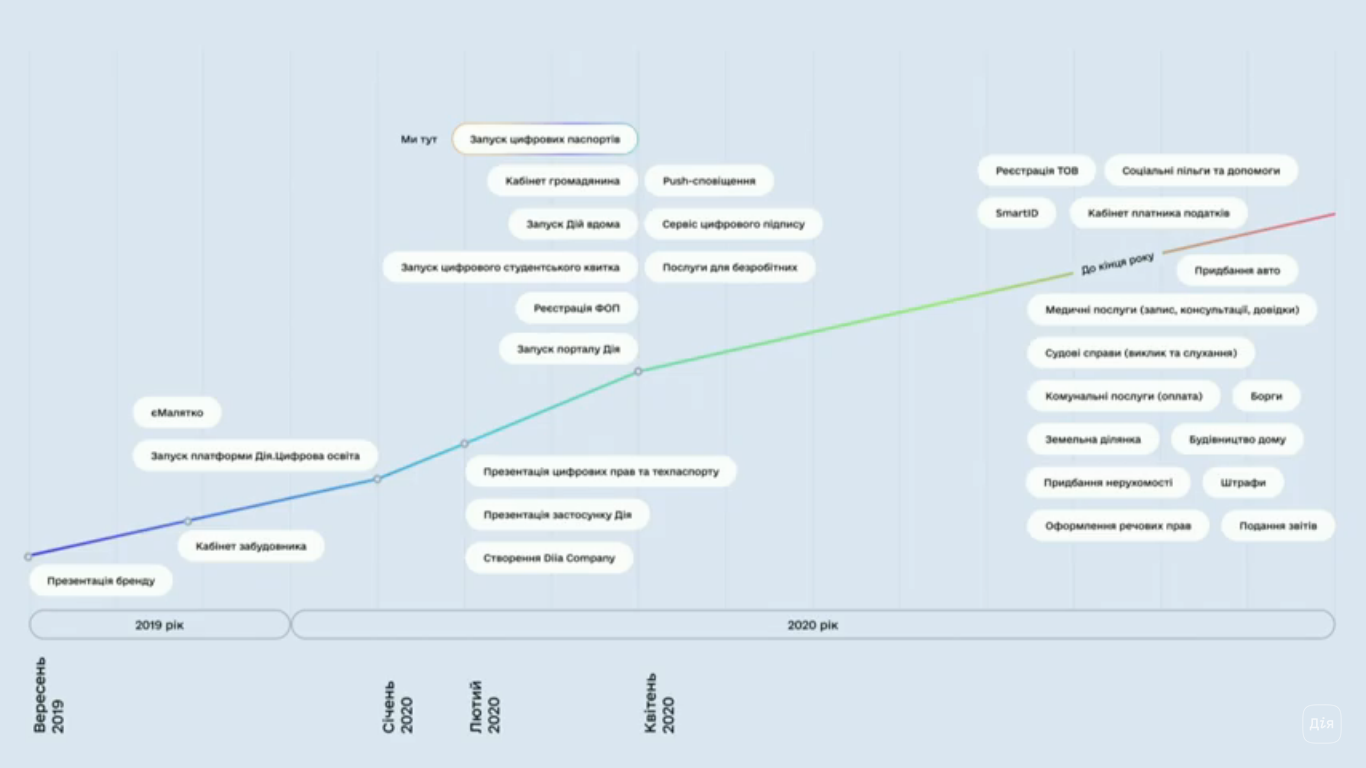 Ми тут
Запуск цифрових паспортів
Кабінет громадянина
Push-сповіщення
Запуск Дій вдома
Сервіс цифрового підпису
Запуск цифрового студентського квитка
Послуги для безробітних
Реєстрація ФОП
Запуск порталу Дія
Реєстрація ТОВ
Соціальні пільги та допомоги
SmartID
Кабінет платника податків
До кінця року
Придбання авто
Медичні послуги (запис, консультації, довідки)
Судові справи (виклик та слухання)
Комунальні послуги (оплата)
Борги
Земельна ділянка
Будівництво дому
Придбання нерухомості
Штрафи
Оформлення речових прав
Подання звітів
єМалятко
Запуск платформи Дія.Цифрова освіта
Презентація цифрових прав та техпаспорту
Презентація застосунку Дія
Створення Diia Company
Кабінет забудовника
Презентація бренду
2019 рік
2020 рік
Вересень
2019
Січень
2020
Лютий
2020
Квітень
2020
Дія